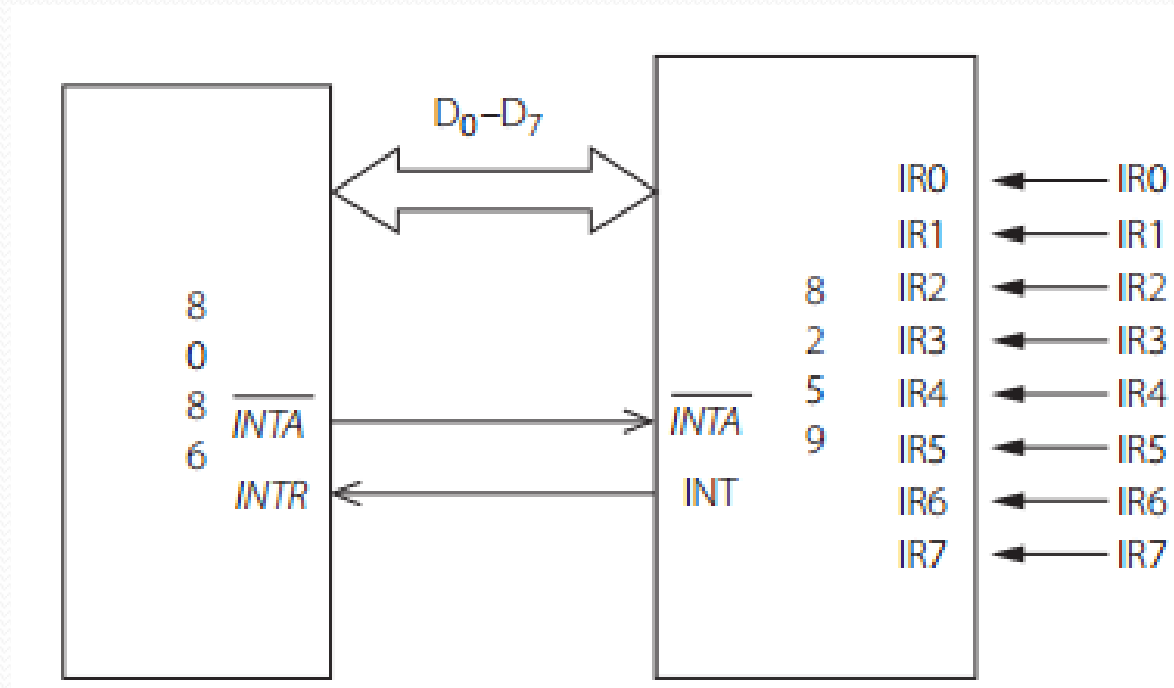 D₀–D₇
IR0 IR0
IR1 IR1
8 IR2 IR2
8
0 2 IR3 IR3
8 5 IR4 IR4
INTA INTA
6 9 IR5 IR5
INTR INT IR6 IR6
IR7 IR7